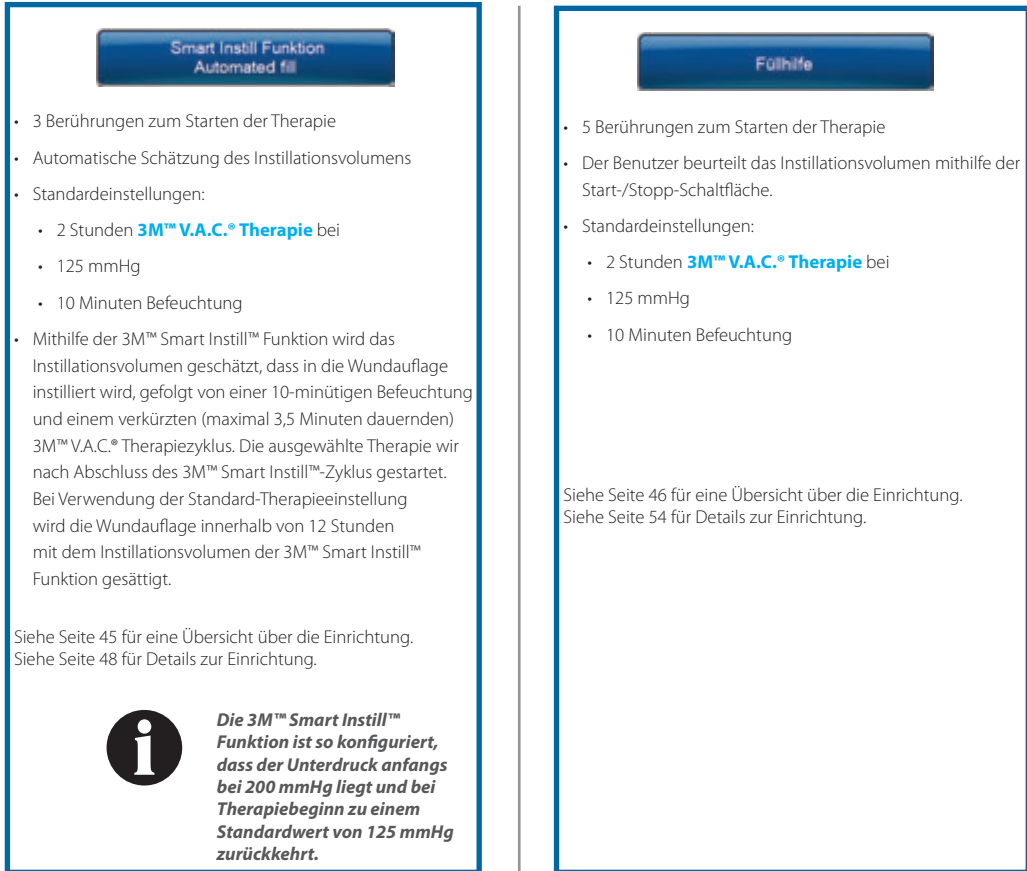 Smart Instill Funktion
Automated fill
• 3 Berührungen zum Starten der Therapie
• Automatische Schätzung des Instillationsvolumens
• Standardeinstellungen:
• 2 Stunden 3M™ V.A.C.® Therapie bei
• 125 mmHg
• 10 Minuten Befeuchtung
• Mithilfe der 3M™ Smart Instill™ Funktion wird das
Instillationsvolumen geschätzt, dass in die Wundauflage
instilliert wird, gefolgt von einer 10-minütigen Befeuchtung
und einem verkürzten (maximal 3,5 Minuten dauernden)
3M™ V.A.C.® Therapiezyklus. Die ausgewählte Therapie wir
nach Abschluss des 3M™ Smart Instill™-Zyklus gestartet.
Bei Verwendung der Standard-Therapieeinstellung
wird die Wundauflage innerhalb von 12 Stunden
mit dem Instillationsvolumen der 3M™ Smart Instill™
Funktion gesättigt.
Siehe Seite 45 für eine Übersicht über die Einrichtung.
Siehe Seite 48 für Details zur Einrichtung.
i
Die 3M™ Smart Instill™
Funktion ist so konfiguriert,
dass der Unterdruck anfangs
bei 200 mmHg liegt und bei
Therapiebeginn zu einem
Standardwert von 125 mmHg
zurückkehrt.
Füllhilfe
• 5 Berührungen zum Starten der Therapie
• Der Benutzer beurteilt das Instillationsvolumen mithilfe der
Start-/Stopp-Schaltfläche.
• Standardeinstellungen:
• 2 Stunden 3M™ V.A.C.® Therapie bei
• 125 mmHg
• 10 Minuten Befeuchtung
Siehe Seite 46 für eine Übersicht über die Einrichtung.
Siehe Seite 54 für Details zur Einrichtung.